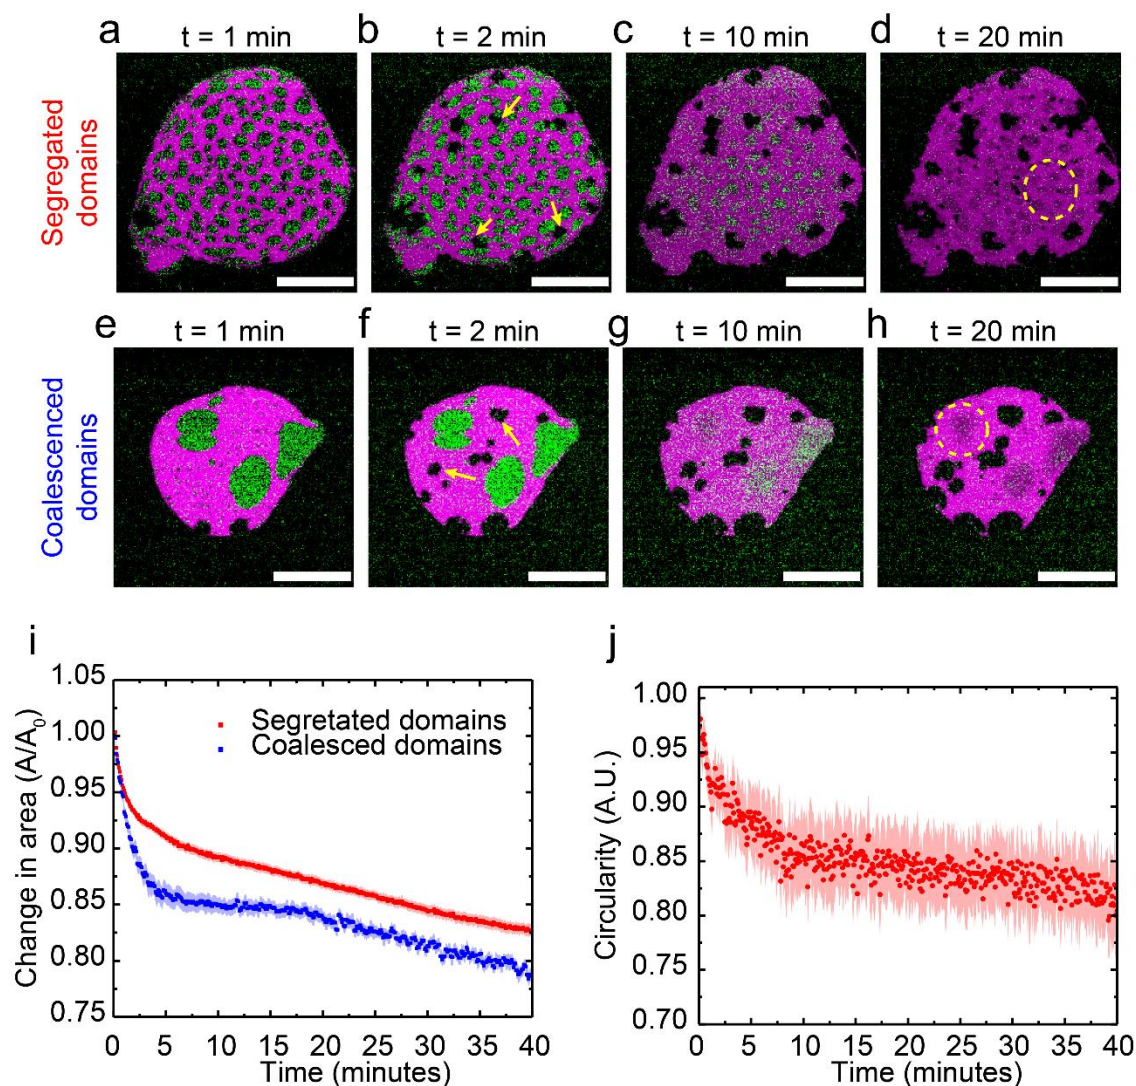 a t = 1 min b t = 2 min c t = 10 min d t = 20 min
Segregated
domains
e t = 1 min f t = 2 min g t = 10 min h t = 20 min
Coalescenced
domains
i
1.05
1.00
0.95
0.90
0.85
0.80
0.75
Change in area (A/A0)
Segretated domains
Coalesced domains
0 5 10 15 20 25 30 35 40
Time (minutes)
j
1.00
0.95
0.90
0.85
0.80
0.75
0.70
Circularity (A.U.)
0 5 10 15 20 25 30 35 40
Time (minutes)